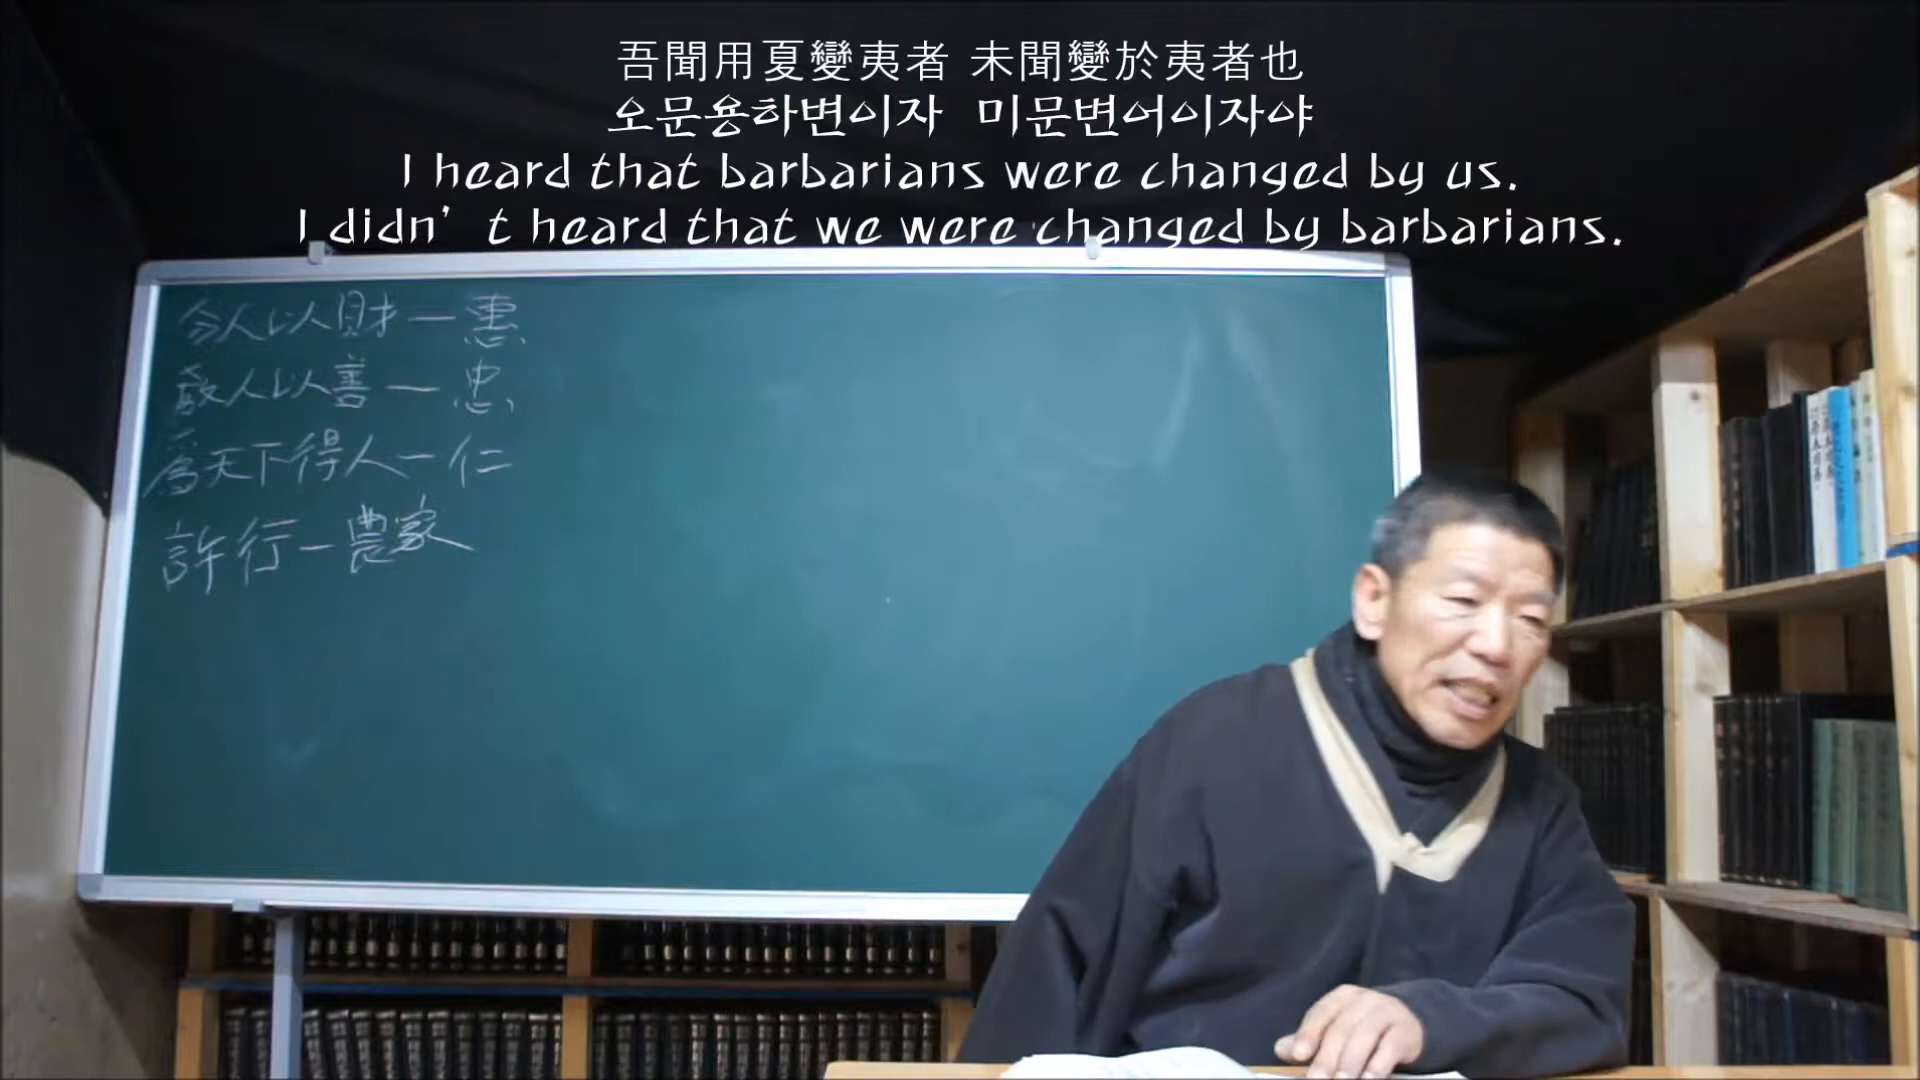 吾聞用夏變夷者 未聞變於夷者也
오문용하변이자 미문변어이자야
I heard that barbarians were changed by us.
I didn't heard that we were changed by barbarians.
分人以財一惠
敎人以善一忠
爲天下得人一仁
許行一農家